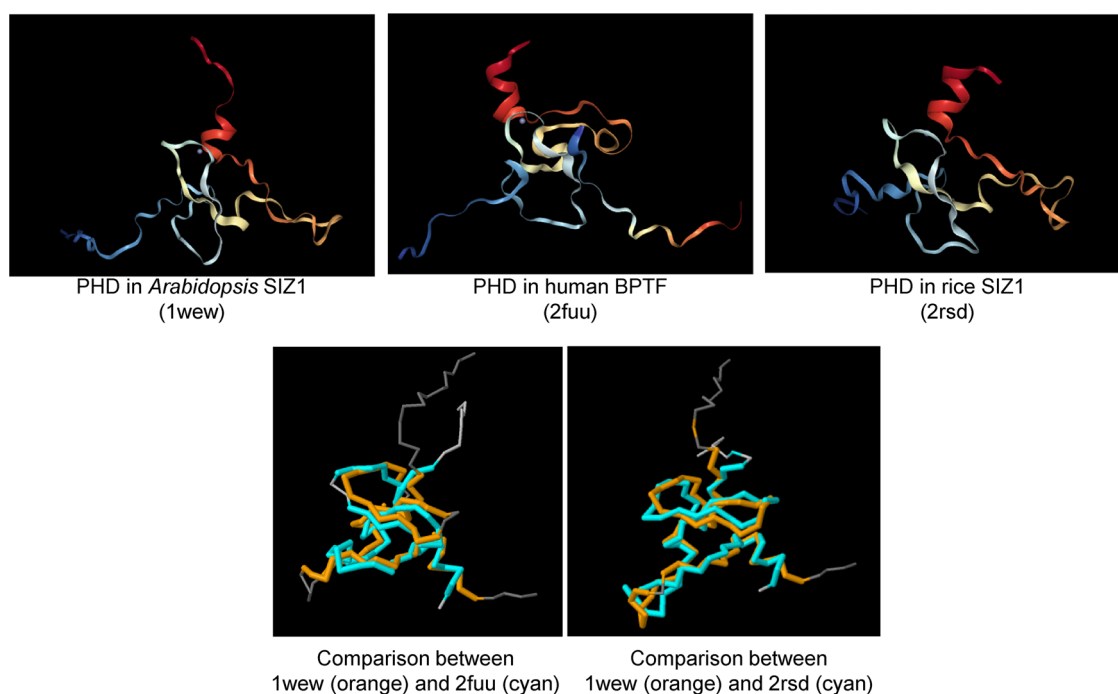 PHD in Arabidopsis SIZ1
(1wew)
PHD in human BPTF
(2fuu)
PHD in rice SIZ1
(2rsd)
Comparison between
1wew (orange) and 2fuu (cyan)
Comparison between
1wew (orange) and 2rsd (cyan)